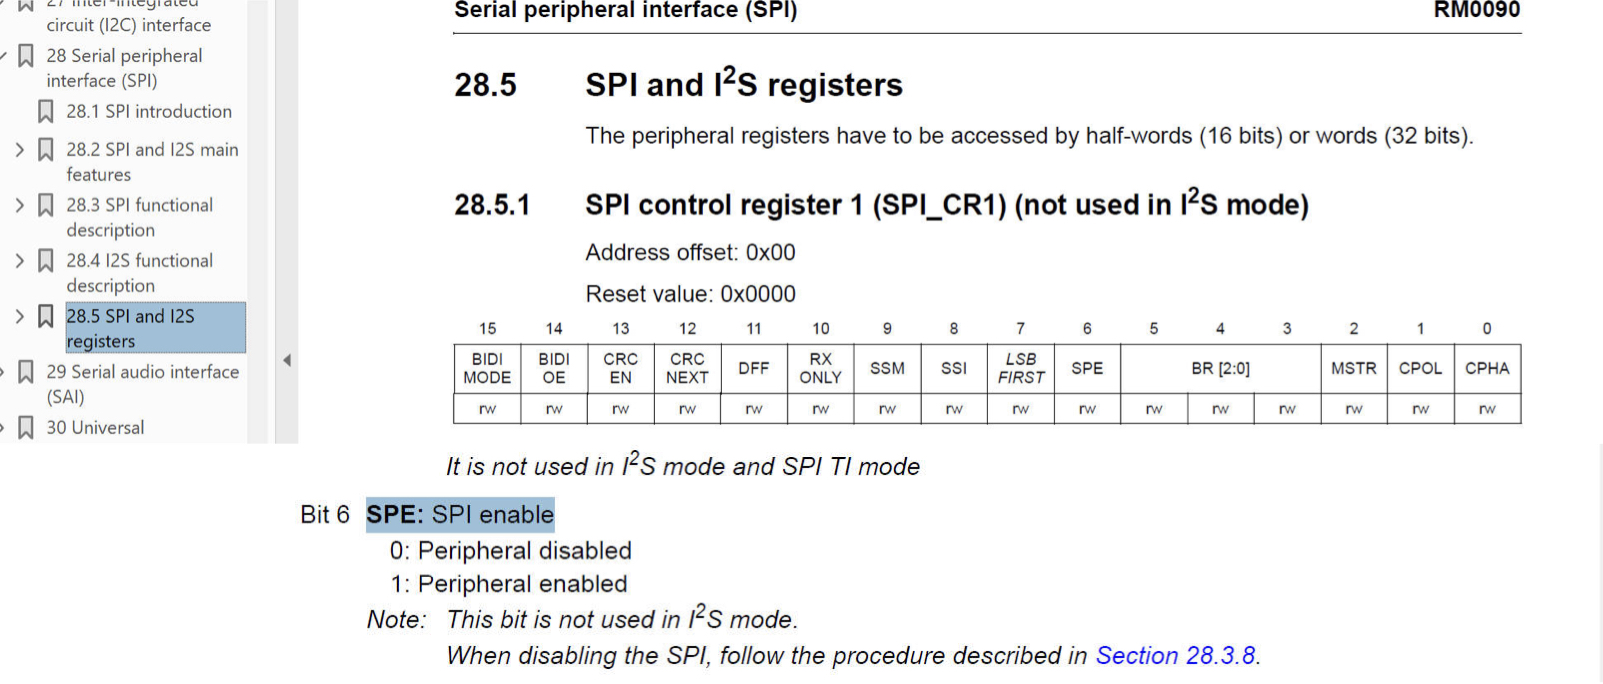 27 Inter-integrated
circuit (I2C) interface
28 Serial peripheral
interface (SPI)
28.1 SPI introduction
28.2 SPI and I2S main
features
28.3 SPI functional
description
28.4 I2S functional
description
28.5 SPI and I2S
registers
29 Serial audio interface
(SAI)
30 Universal
Serial peripheral interface (SPI) RM0090
28.5 SPI and I²S registers
The peripheral registers have to be accessed by half-words (16 bits) or words (32 bits).
28.5.1 SPI control register 1 (SPI_CR1) (not used in I²S mode)
Address offset: 0x00
Reset value: 0x0000
15 14 13 12 11 10 9 8 7 6 5 4 3 2 1 0
BIDI MODE BIDI OE CRC EN CRC NEXT DFF RX ONLY SSM SSI LSB FIRST SPE BR [2:0] MSTR CPOL CPHA
rw rw rw rw rw rw rw rw rw rw rw rw rw rw rw rw
It is not used in I²S mode and SPI TI mode
Bit 6 SPE: SPI enable
0: Peripheral disabled
1: Peripheral enabled
Note: This bit is not used in I²S mode.
When disabling the SPI, follow the procedure described in Section 28.3.8.